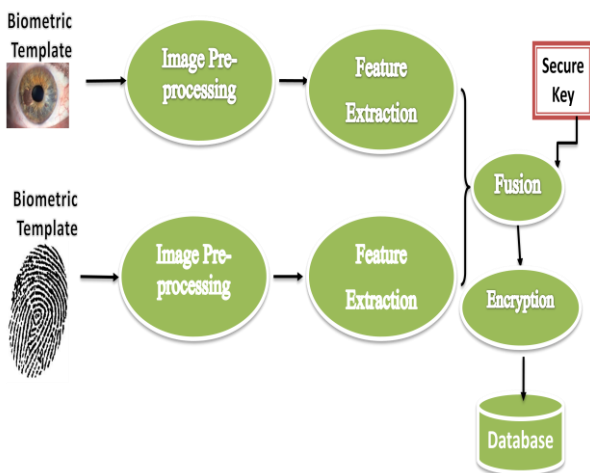 Biometric
Template
Image Pre-
processing
Feature
Extraction
Secure
Key
Fusion
Biometric
Template
Image Pre-
processing
Feature
Extraction
Encryption
Database